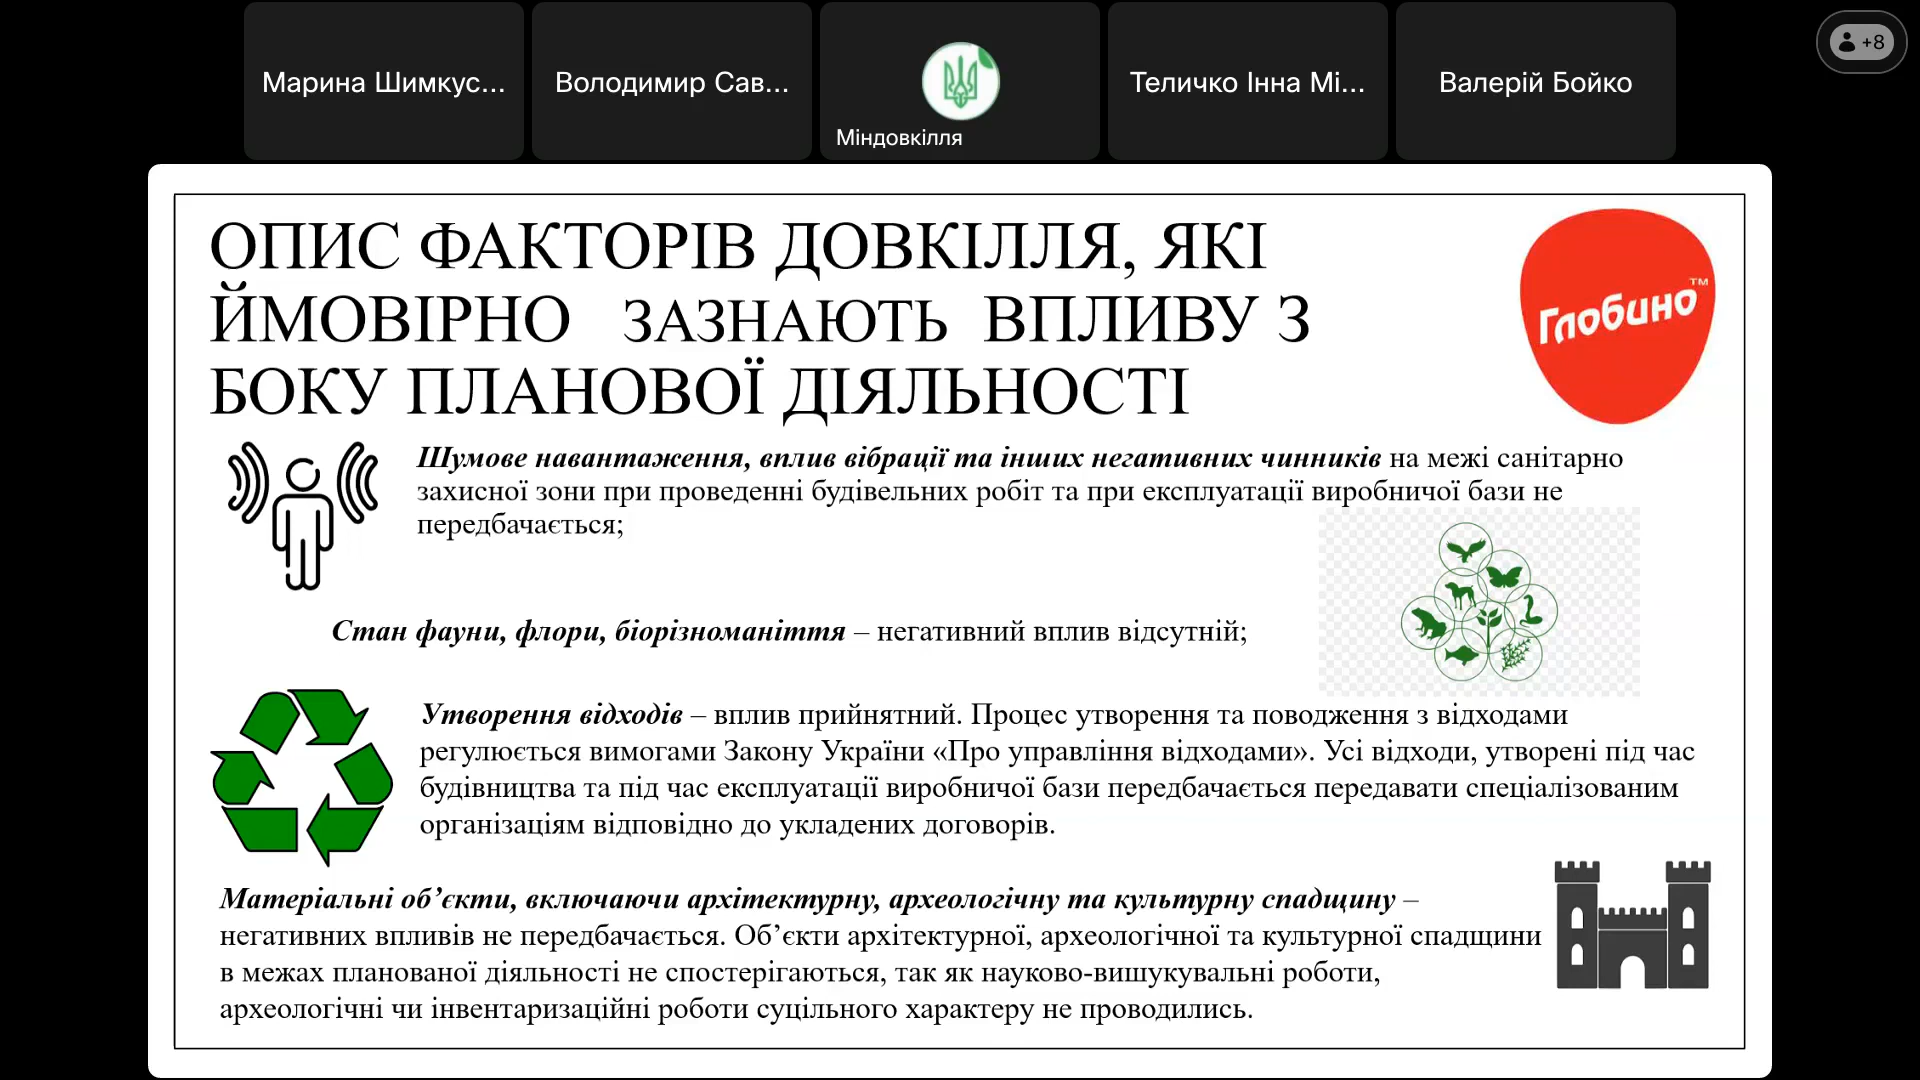 Марина Шимкус...
Володимир Сав...
Міндовкілля
Теличко Інна Мі...
Валерій Бойко
+8
ОПИС ФАКТОРІВ ДОВКІЛЛЯ, ЯКІ
ЙМОВІРНО ЗАЗНАЮТЬ ВПЛИВУ З
БОКУ ПЛАНОВОЇ ДІЯЛЬНОСТІ
Глобино TM
Шумове навантаження, вплив вібрації та інших негативних чинників на межі санітарно
захисної зони при проведенні будівельних робіт та при експлуатації виробничої бази не
передбачається;
Стан фауни, флори, біорізноманіття – негативний вплив відсутній;
Утворення відходів – вплив прийнятний. Процес утворення та поводження з відходами
регулюється вимогами Закону України «Про управління відходами». Усі відходи, утворені під час
будівництва та під час експлуатації виробничої бази передбачається передавати спеціалізованим
організаціям відповідно до укладених договорів.
Матеріальні об’єкти, включаючи архітектурну, археологічну та культурну спадщину –
негативних впливів не передбачається. Об’єкти архітектурної, археологічної та культурної спадщини
в межах планованої діяльності не спостерігаються, так як науково-вишукувальні роботи,
археологічні чи інвентаризаційні роботи суцільного характеру не проводились.